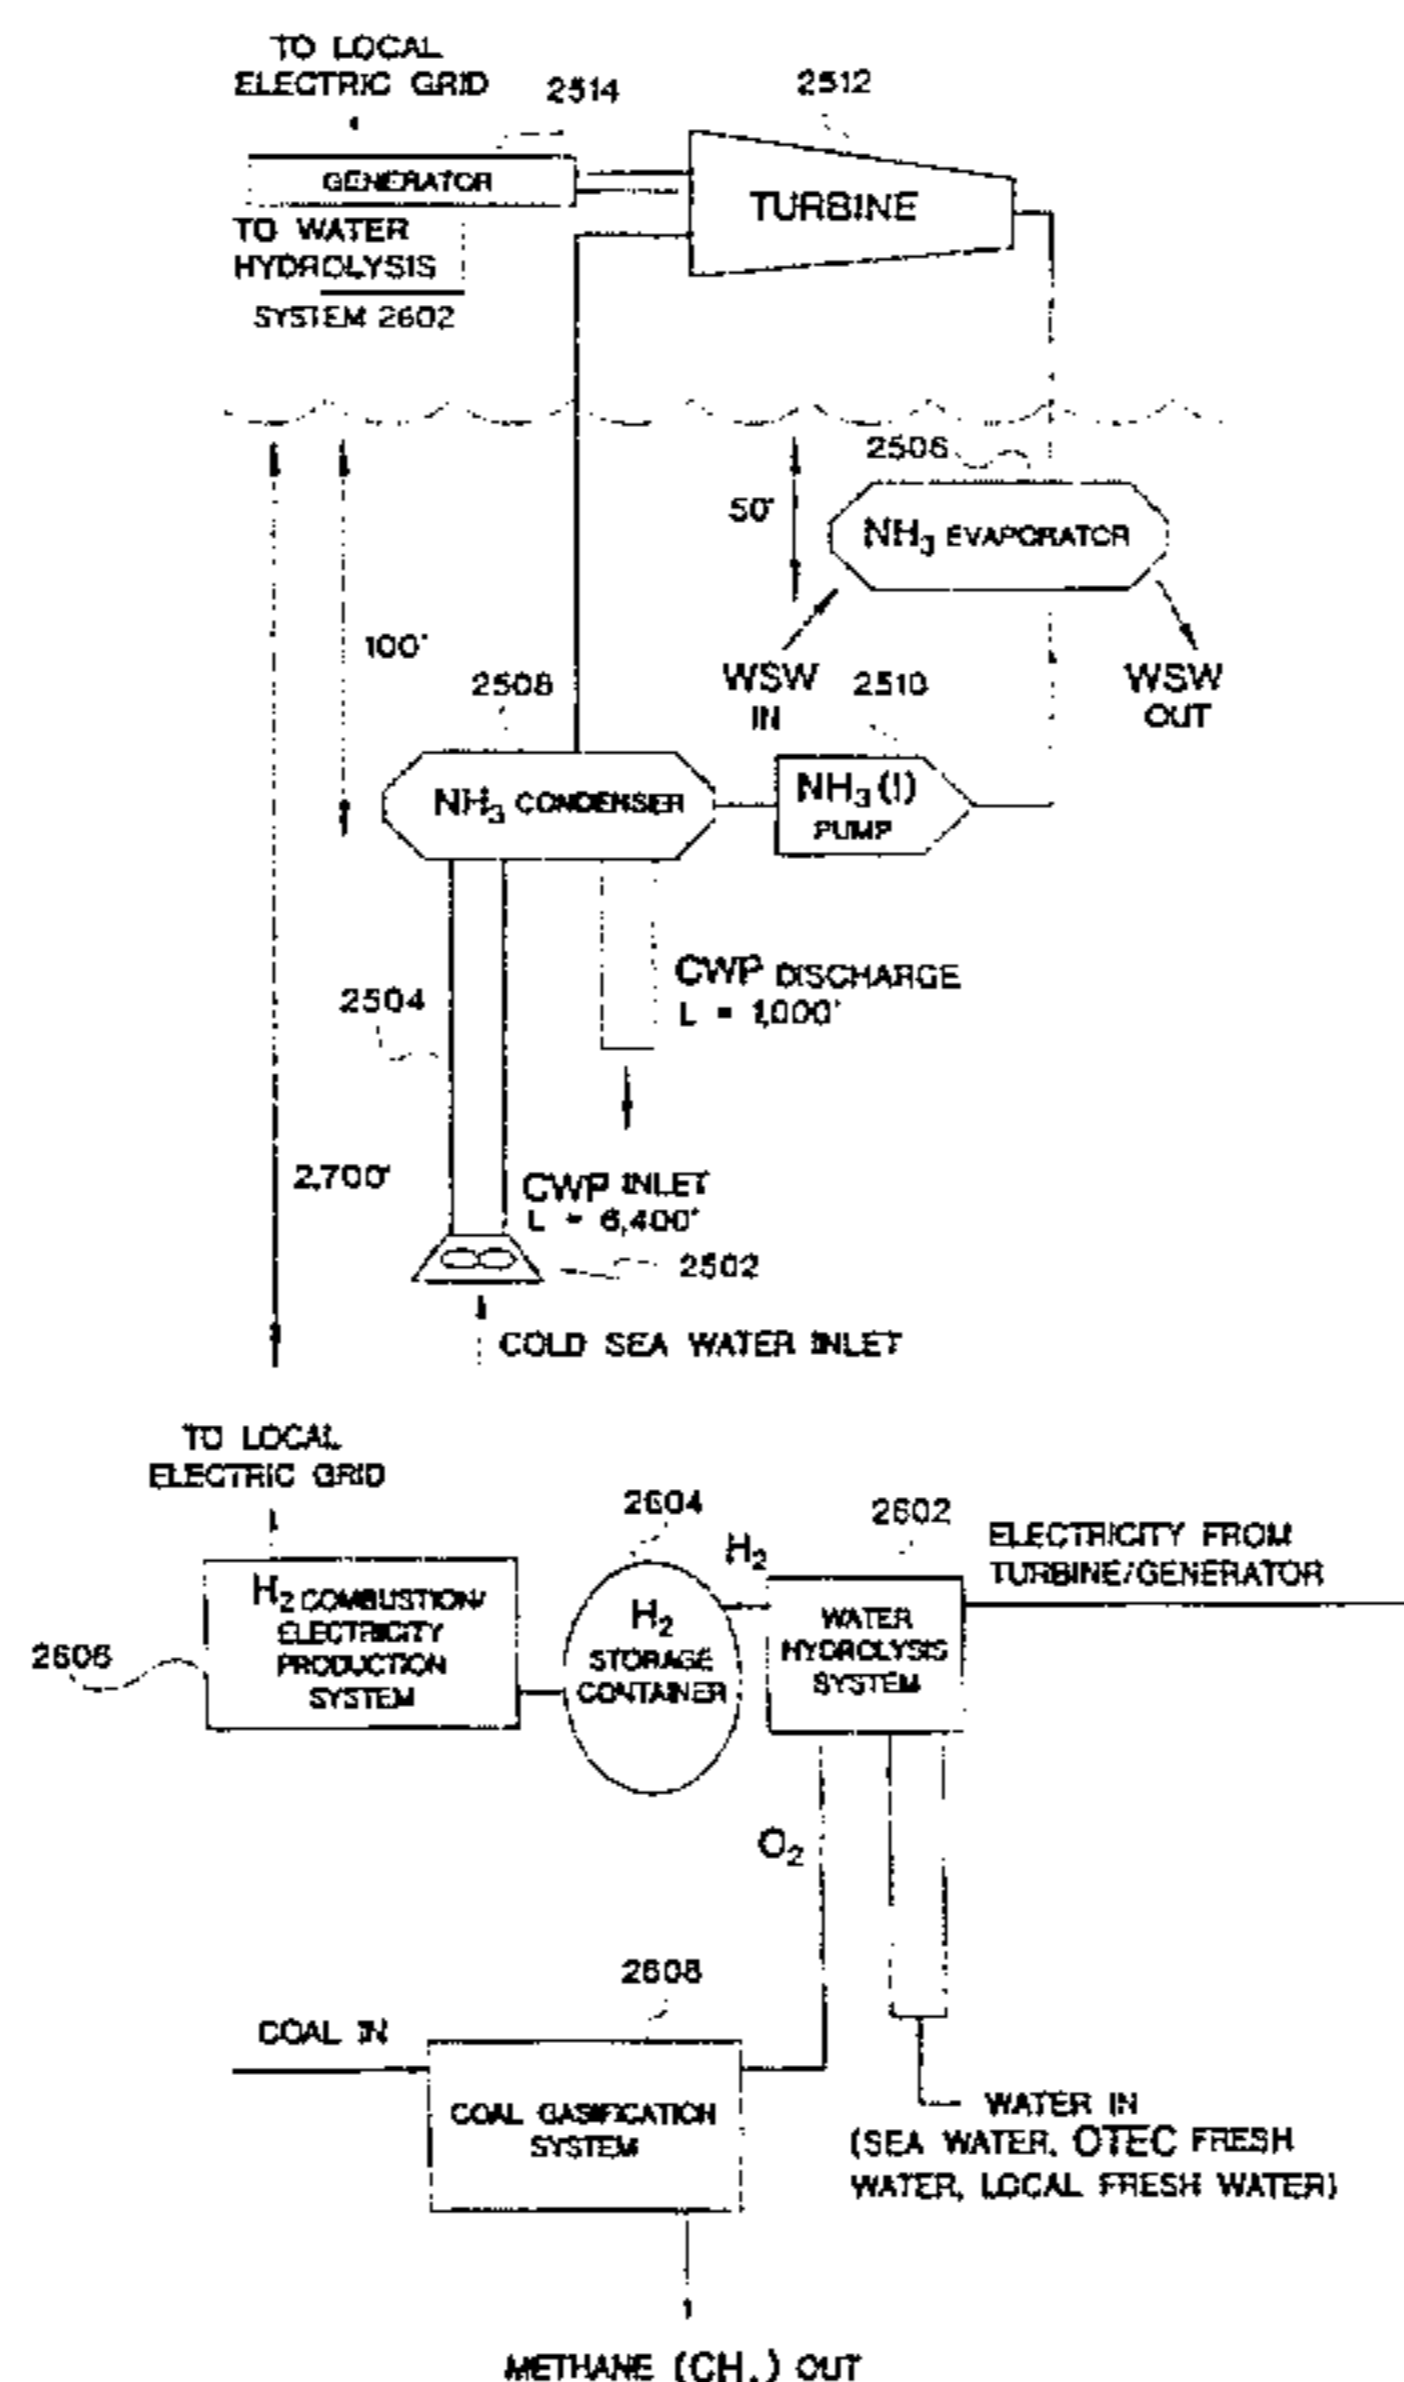 TO LOCAL
ELECTRIC GRID
2514
2512
GENERATOR
TURBINE
TO WATER
HYDROLYSIS
SYSTEM 2602
2506
50'
NH₃ EVAPORATOR
100'
2508
WSW
IN
2510
WSW
OUT
NH₃ CONDENSER
NH₃ (l)
PUMP
CWP DISCHARGE
L = 1,000'
2504
2,700'
CWP INLET
L = 6,400'
2502
COLD SEA WATER INLET
TO LOCAL
ELECTRIC GRID
2604
2602
H₂
ELECTRICITY FROM
TURBINE/GENERATOR
H₂ COMBUSTION/
ELECTRICITY
PRODUCTION
SYSTEM
2606
H₂
STORAGE
CONTAINER
WATER
HYDROLYSIS
SYSTEM
O₂
2608
COAL IN
COAL GASIFICATION
SYSTEM
WATER IN
(SEA WATER, OTEC FRESH
WATER, LOCAL FRESH WATER)
METHANE (CH.) OUT